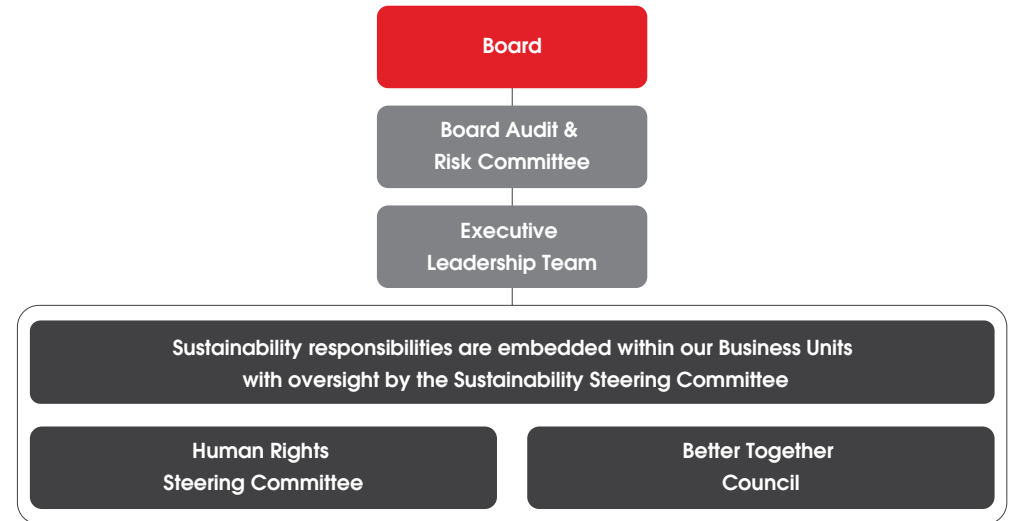 Board
Board Audit &
Risk Committee
Executive
Leadership Team
Sustainability responsibilities are embedded within our Business Units
with oversight by the Sustainability Steering Committee
Human Rights
Steering Committee
Better Together
Council